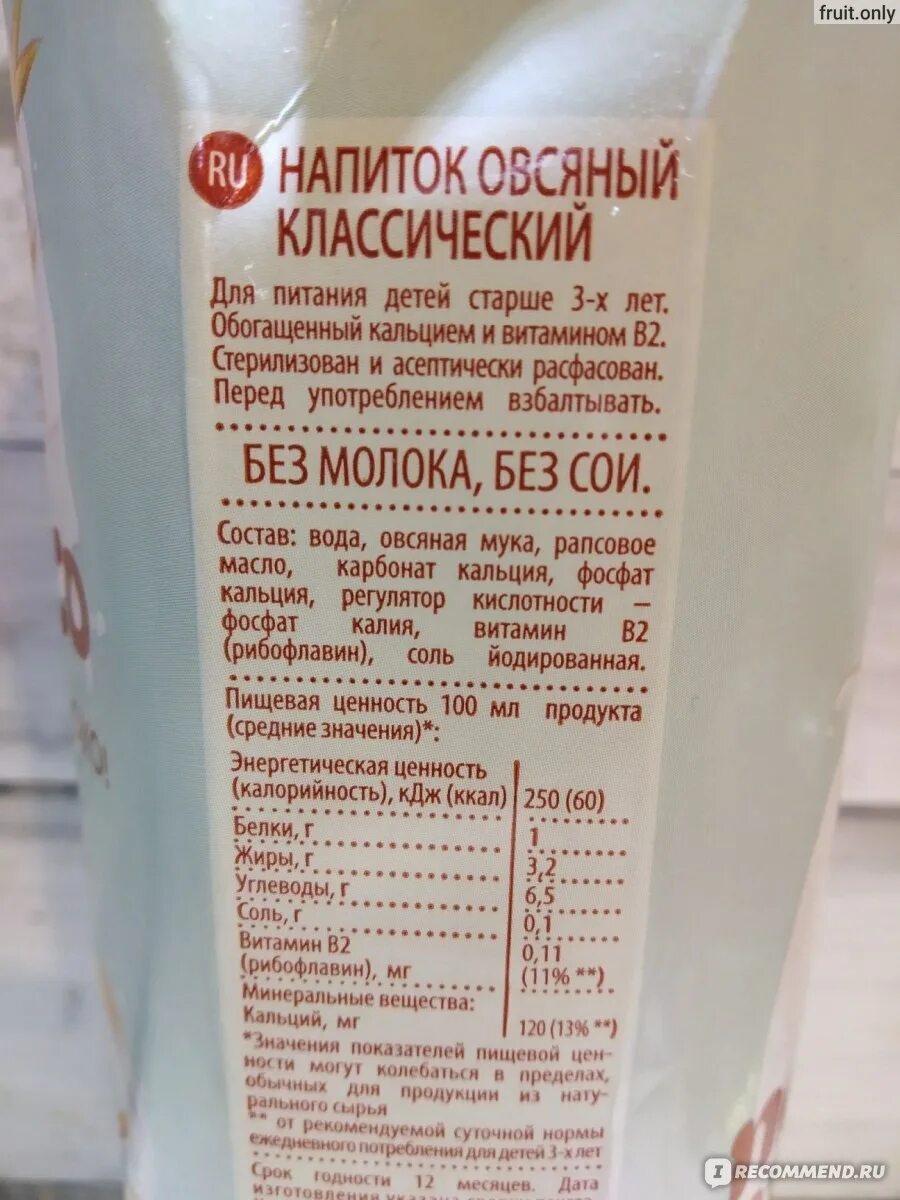 fruit.only
RU
НАПИТОК ОВСЯНЫЙ
КЛАССИЧЕСКИЙ
Для питания детей старше 3-х лет.
Обогащенный кальцием и витамином В2.
Стерилизован и асептически расфасован.
Перед употреблением взбалтывать.
БЕЗ МОЛОКА, БЕЗ СОИ.
Состав: вода, овсяная мука, рапсовое
масло, карбонат кальция, фосфат
кальция, регулятор кислотности –
фосфат калия, витамин В2
(рибофлавин), соль йодированная.
Пищевая ценность 100 мл продукта
(средние значения)*:
Энергетическая ценность
(калорийность), кДж (ккал) 250 (60)
Белки, г 1
Жиры, г 3,2
Углеводы, г 6,5
Соль, г 0,1
Витамин В2 0,11
(рибофлавин), мг (11% **)
Минеральные вещества:
Кальций, мг 120 (13% **)
*Значения показателей пищевой цен-
ности могут колебаться в пределах,
обычных для продукции из нату-
рального сырья
** от рекомендуемой суточной нормы
ежедневного потребления для детей 3-х лет
Срок годности 12 месяцев. Дата
изготовления указана
IRECOMMEND.RU